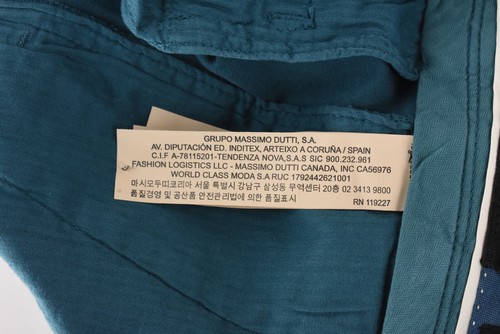 GRUPO MASSIMO DUTTI, S.A.
AV. DIPUTACIÓN ED. INDITEX, ARTEIXO A CORUÑA / SPAIN
C.I.F A-78115201-TENDENZA NOVA,S.A.S SIC 900.232.961
FASHION LOGISTICS LLC - MASSIMO DUTTI CANADA, INC CA56976
WORLD CLASS MODA S.A RUC 1792442621001
마시모두띠코리아 서울 특별시 강남구 삼성동 무역센터 20층 02 3413 9800
품질경영 및 공산품 안전관리법에 의한 품질표시
RN 119227